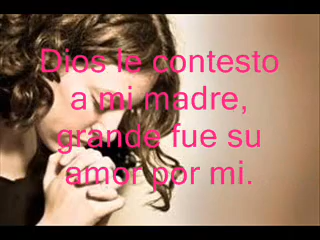 Dios le contesto
a mi madre,
grande fue su
amor por mi.